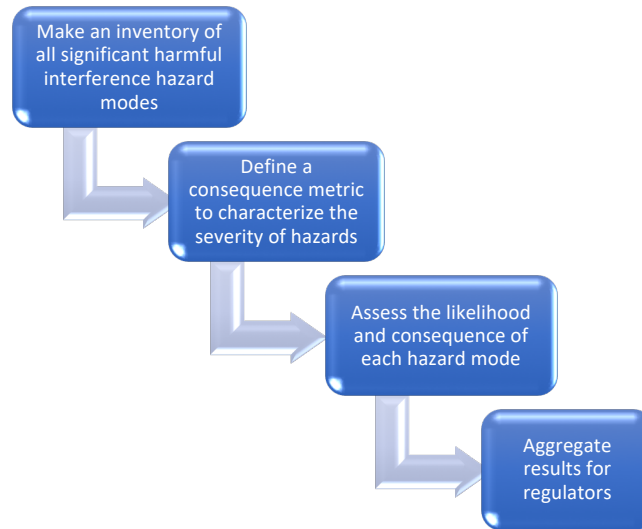 Make an inventory of
all significant harmful
interference hazard
modes
Define a
consequence metric
to characterize the
severity of hazards
Assess the likelihood
and consequence of
each hazard mode
Aggregate
results for
regulators